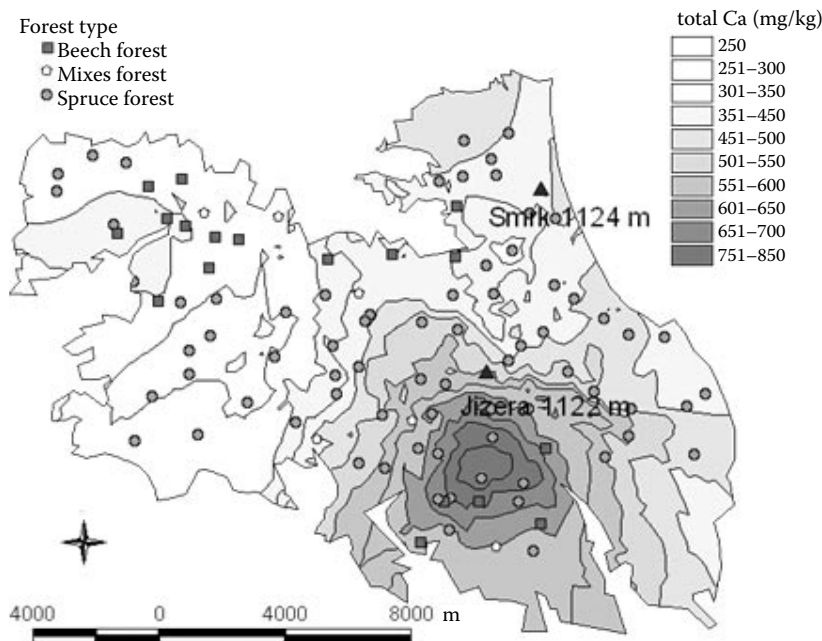 Forest type
Beech forest
Mixes forest
Spruce forest
total Ca (mg/kg)
250
251–300
301–350
351–450
451–500
501–550
551–600
601–650
651–700
751–850
Smrk 1124 m
Jizera 1122 m
4000 0 4000 8000 m